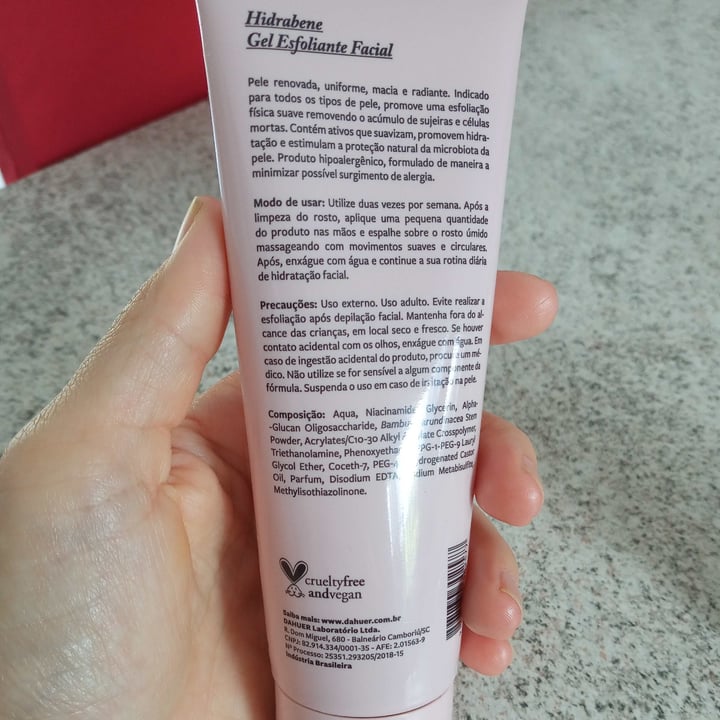 Hidrabene
Gel Esfoliante Facial
Pele renovada, uniforme, macia e radiante. Indicado
para todos os tipos de pele, promove uma esfoliação
física suave removendo o acúmulo de sujeiras e células
mortas. Contém ativos que suavizam, promovem hidra-
tação e estimulam a proteção natural da microbiota da
pele. Produto hipoalergênico, formulado de maneira a
minimizar possível surgimento de alergia.
Modo de usar: Utilize duas vezes por semana. Após a
limpeza do rosto, aplique uma pequena quantidade
do produto nas mãos e espalhe sobre o rosto úmido
massageando com movimentos suaves e circulares.
Após, enxágue com água e continue a sua rotina diária
de hidratação facial.
Precauções: Uso externo. Uso adulto. Evite realizar a
esfoliação após depilação facial. Mantenha fora do al-
cance das crianças, em local seco e fresco. Se houver
contato acidental com os olhos, enxágue com água. Em
caso de ingestão acidental do produto, procure um mé-
dico. Não utilize se for sensível a algum componente da
fórmula. Suspenda o uso em caso de irritação na pele.
Composição: Aqua, Niacinamide, Glycerin, Alpha-
-Glucan Oligosaccharide, Stem
Powder, Acrylates/C10-30 Alkyl Crosspolymer,
Triethanolamine, Lauryl
Glycol Ether, Coceth-7, Castor
Oil, Parfum, Disodium EDTA, Metabisulfite,
Methylisothiazolinone.
crueltyfree
andvegan
Saiba mais: www.dahuer.com.br
DAHUER Laboratório Ltda.
R. Dom Miguel, 680 - Balneário Camboriú/SC
CNPJ: 82.914.334/0001-35 - AFE: 2.01563-9
Nº Processo: 25351.293205/2018-15
Indústria Brasileira